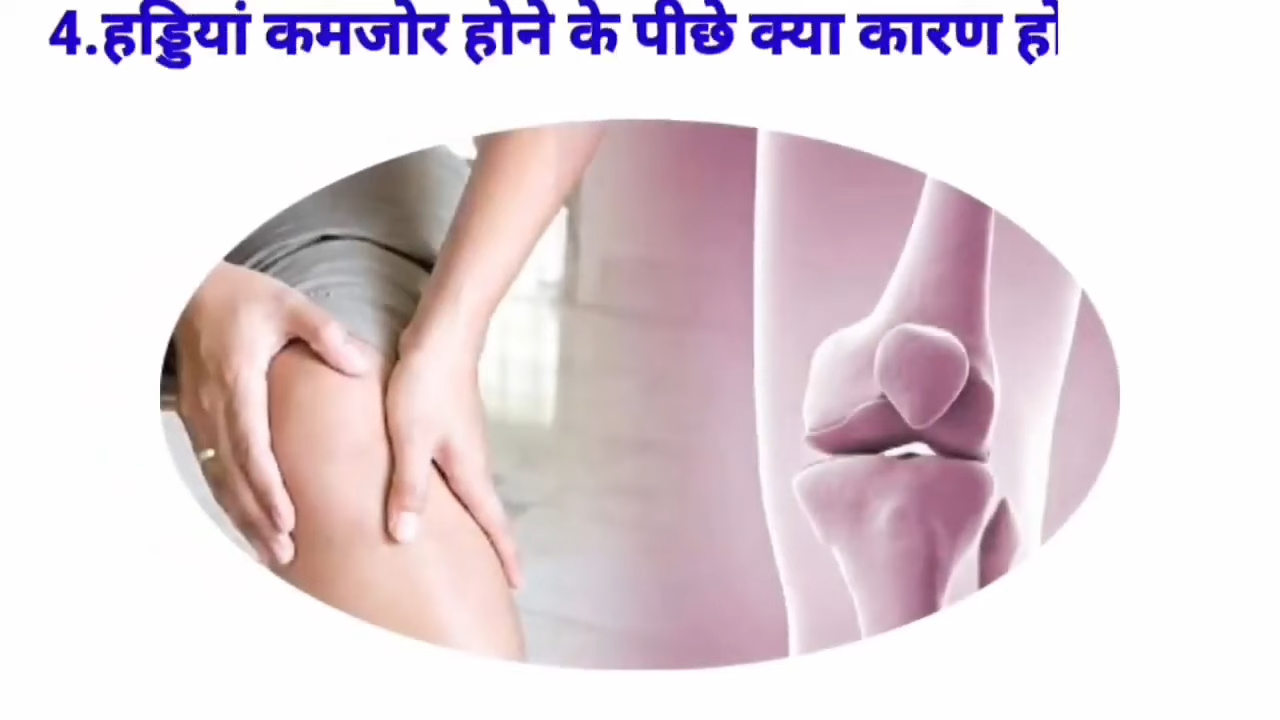 4.हड्डियां कमजोर होने के पीछे क्या कारण हो